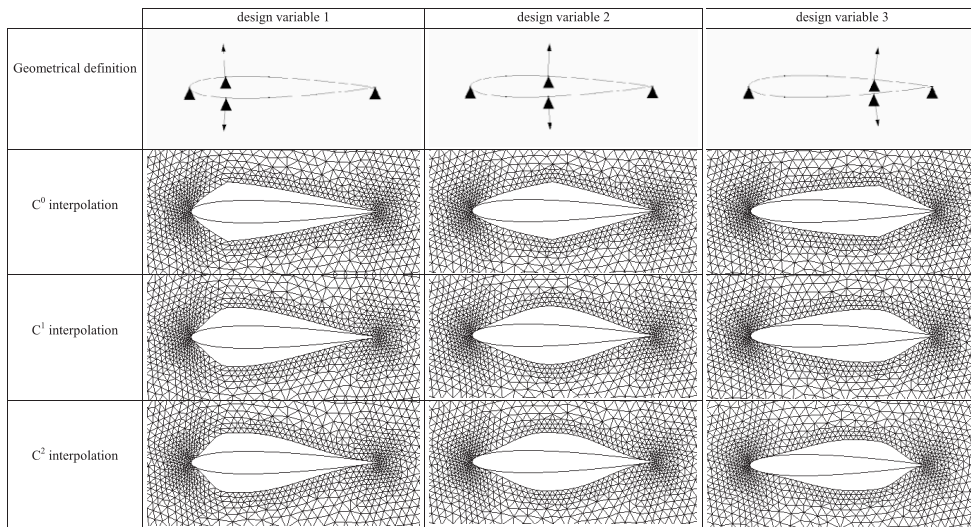 design variable 1
design variable 2
design variable 3
Geometrical definition
C⁰ interpolation
C¹ interpolation
C² interpolation